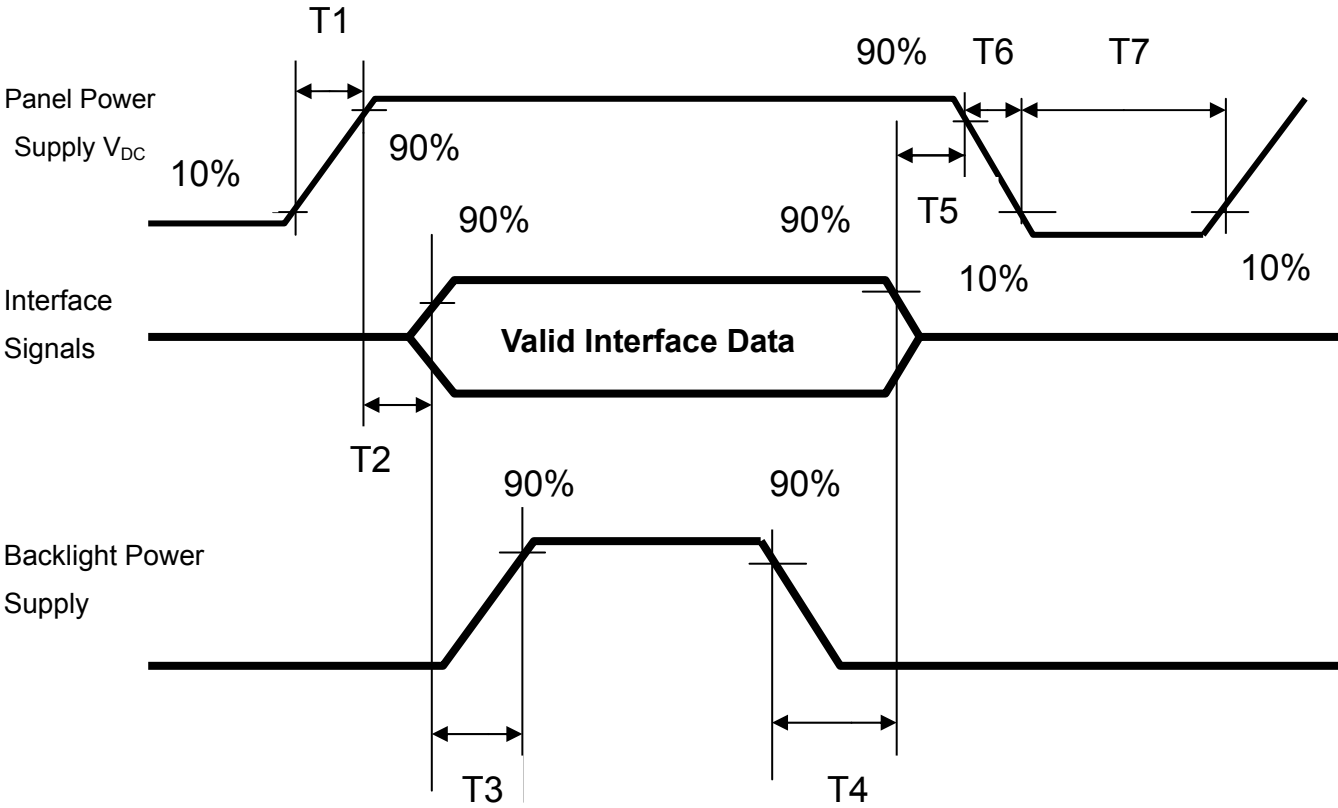 T1
90%
T6
T7
Panel Power
Supply VDC
90%
10%
T5
90%
90%
10%
10%
Interface
Signals
Valid Interface Data
T2
90%
90%
Backlight Power
Supply
T3
T4